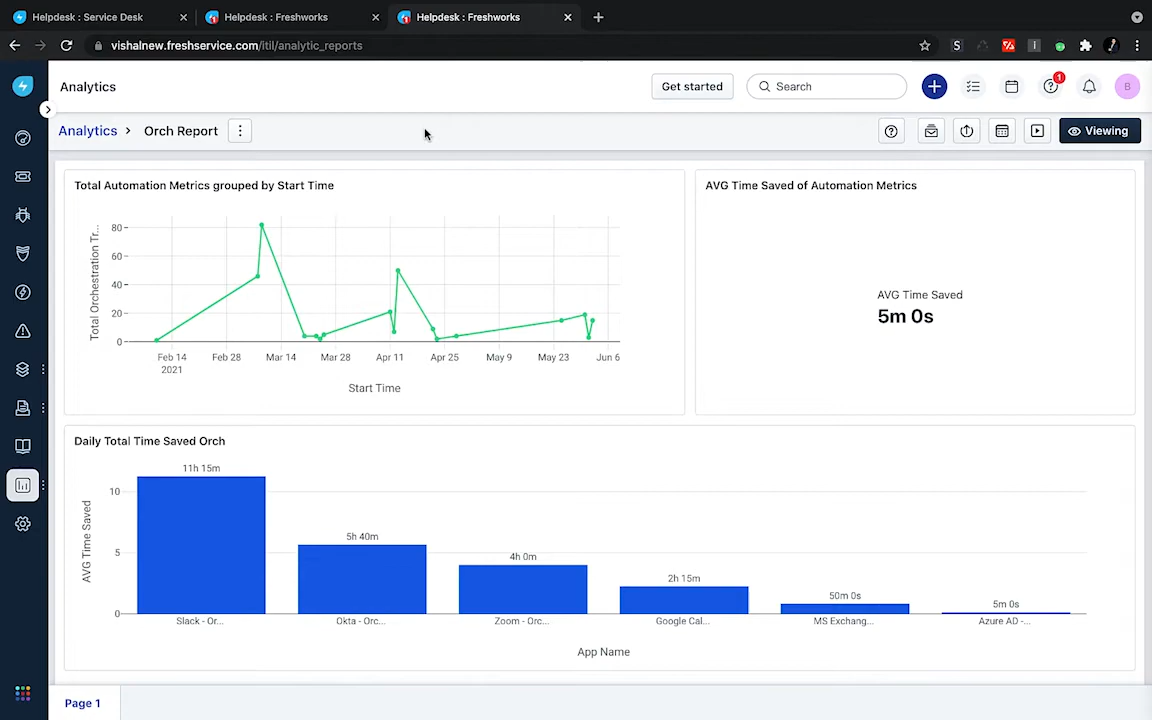 Helpdesk : Service Desk
Helpdesk : Freshworks
Helpdesk : Freshworks
vishalnew.freshservice.com/itil/analytic_reports
S
I
Analytics
Get started
Search
1
B
Analytics > Orch Report
Viewing
Total Automation Metrics grouped by Start Time
Total Orchestration Tr...
80
60
40
20
0
Feb 14
2021
Feb 28
Mar 14
Mar 28
Apr 11
Apr 25
May 9
May 23
Jun 6
Start Time
AVG Time Saved of Automation Metrics
AVG Time Saved
5m 0s
Daily Total Time Saved Orch
AVG Time Saved
10
5
0
11h 15m
5h 40m
4h 0m
2h 15m
50m 0s
5m 0s
Slack - Or...
Okta - Orc...
Zoom - Orc...
Google Cal...
MS Exchang...
Azure AD -...
App Name
Page 1